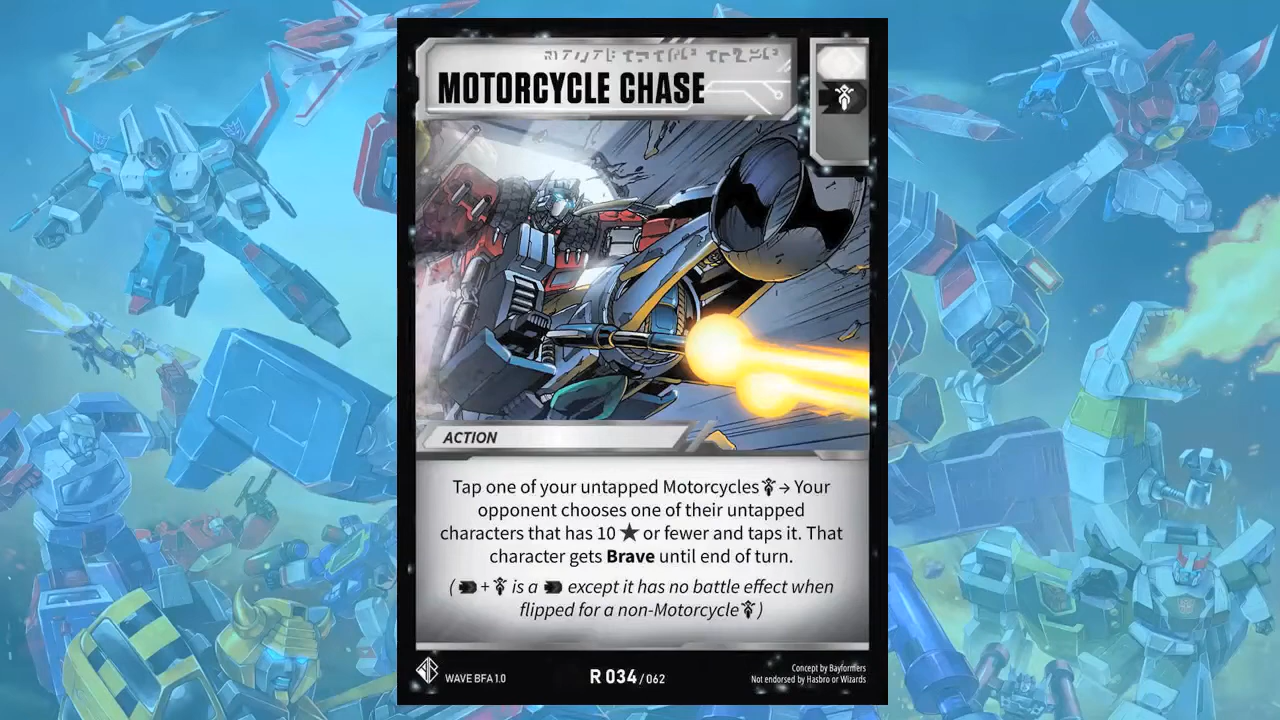 MOTORCYCLE CHASE
ACTION
Tap one of your untapped Motorcycles → Your
opponent chooses one of their untapped
characters that has 10 ★ or fewer and taps it. That
character gets Brave until end of turn.
( + is a except it has no battle effect when
flipped for a non-Motorcycle )
WAVE BFA 1.0
R 034/062
Concept by Bayformers
Not endorsed by Hasbro or Wizards